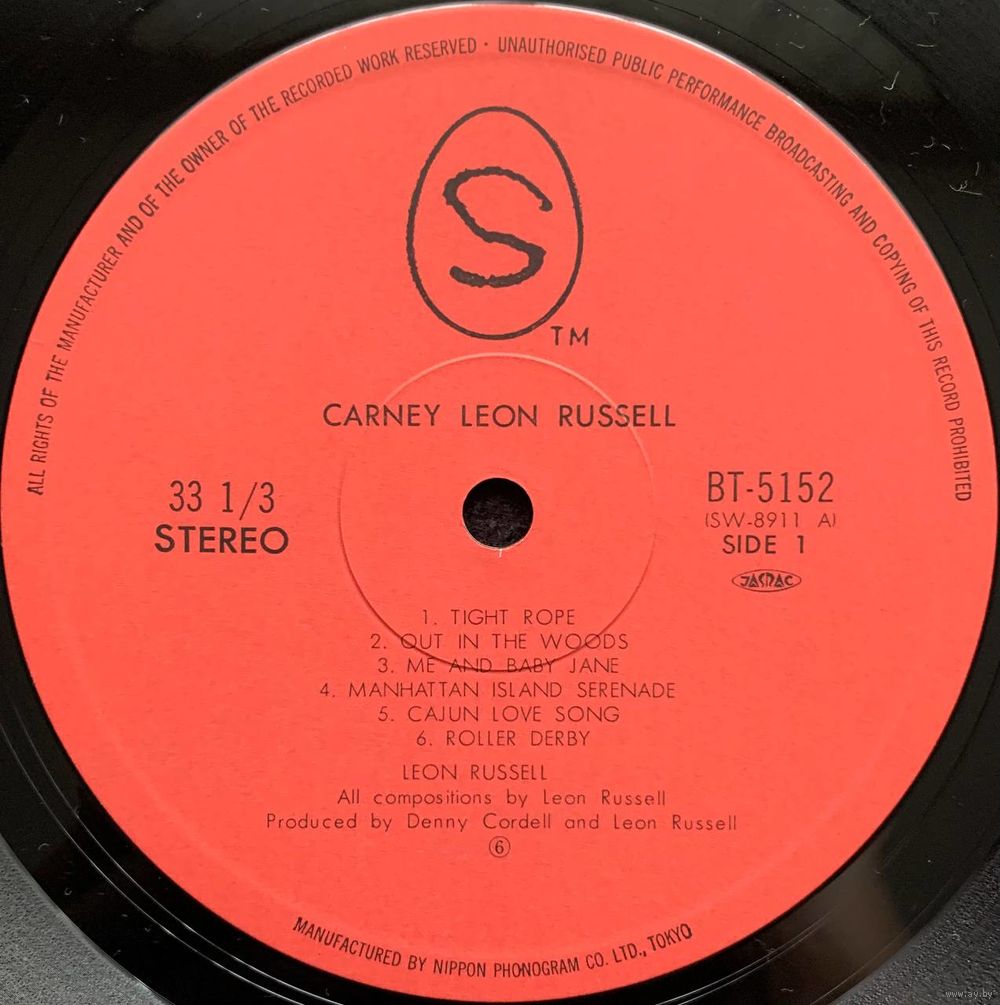 ALL RIGHTS OF THE MANUFACTURER AND OF THE OWNER OF THE RECORDED WORK RESERVED · UNAUTHORISED PUBLIC PERFORMANCE BROADCASTING AND COPYING OF THIS RECORD PROHIBITED
S
TM
CARNEY LEON RUSSELL
33 1/3
STEREO
BT-5152
(SW-8911 A)
SIDE 1
JASRAC
1. TIGHT ROPE
2. OUT IN THE WOODS
3. ME AND BABY JANE
4. MANHATTAN ISLAND SERENADE
5. CAJUN LOVE SONG
6. ROLLER DERBY
LEON RUSSELL
All compositions by Leon Russell
Produced by Denny Cordell and Leon Russell
⑥
MANUFACTURED BY NIPPON PHONOGRAM CO. LTD., TOKYO
www.ay.by